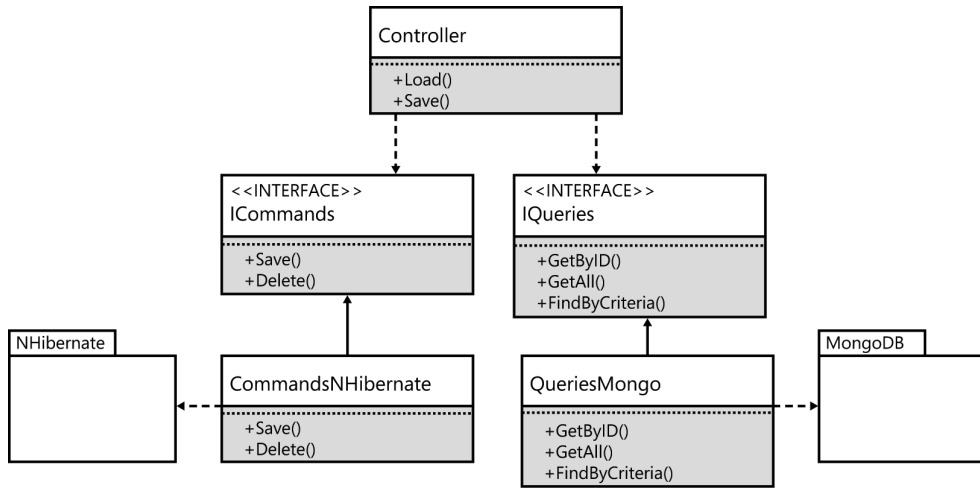 Controller
+Load()
+Save()
<<INTERFACE>>
ICommands
+Save()
+Delete()
<<INTERFACE>>
IQueries
+GetByID()
+GetAll()
+FindByCriteria()
NHibernate
CommandsNHibernate
+Save()
+Delete()
QueriesMongo
+GetByID()
+GetAll()
+FindByCriteria()
MongoDB